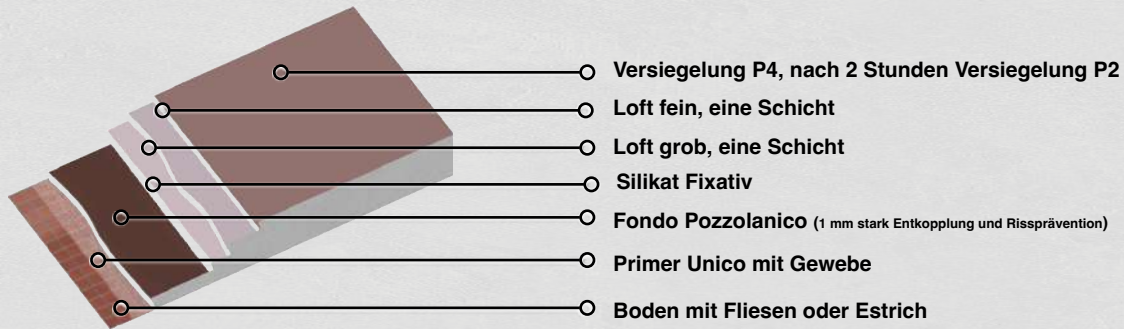 Versiegelung P4, nach 2 Stunden Versiegelung P2
Loft fein, eine Schicht
Loft grob, eine Schicht
Silikat Fixativ
Fondo Pozzolanico (1 mm stark Entkopplung und Rissprävention)
Primer Unico mit Gewebe
Boden mit Fliesen oder Estrich